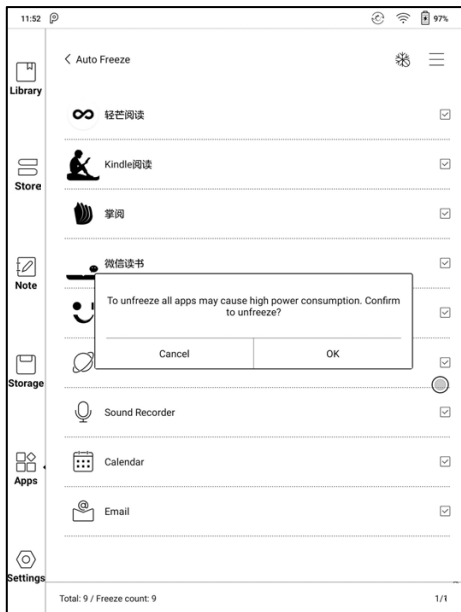 11:52
97%
Auto Freeze
Library
轻芒阅读
Kindle阅读
Store
掌阅
微信读书
Note
To unfreeze all apps may cause high power consumption. Confirm
to unfreeze?
Cancel
OK
Storage
Sound Recorder
Calendar
Apps
Email
Settings
Total: 9 / Freeze count: 9
1/1